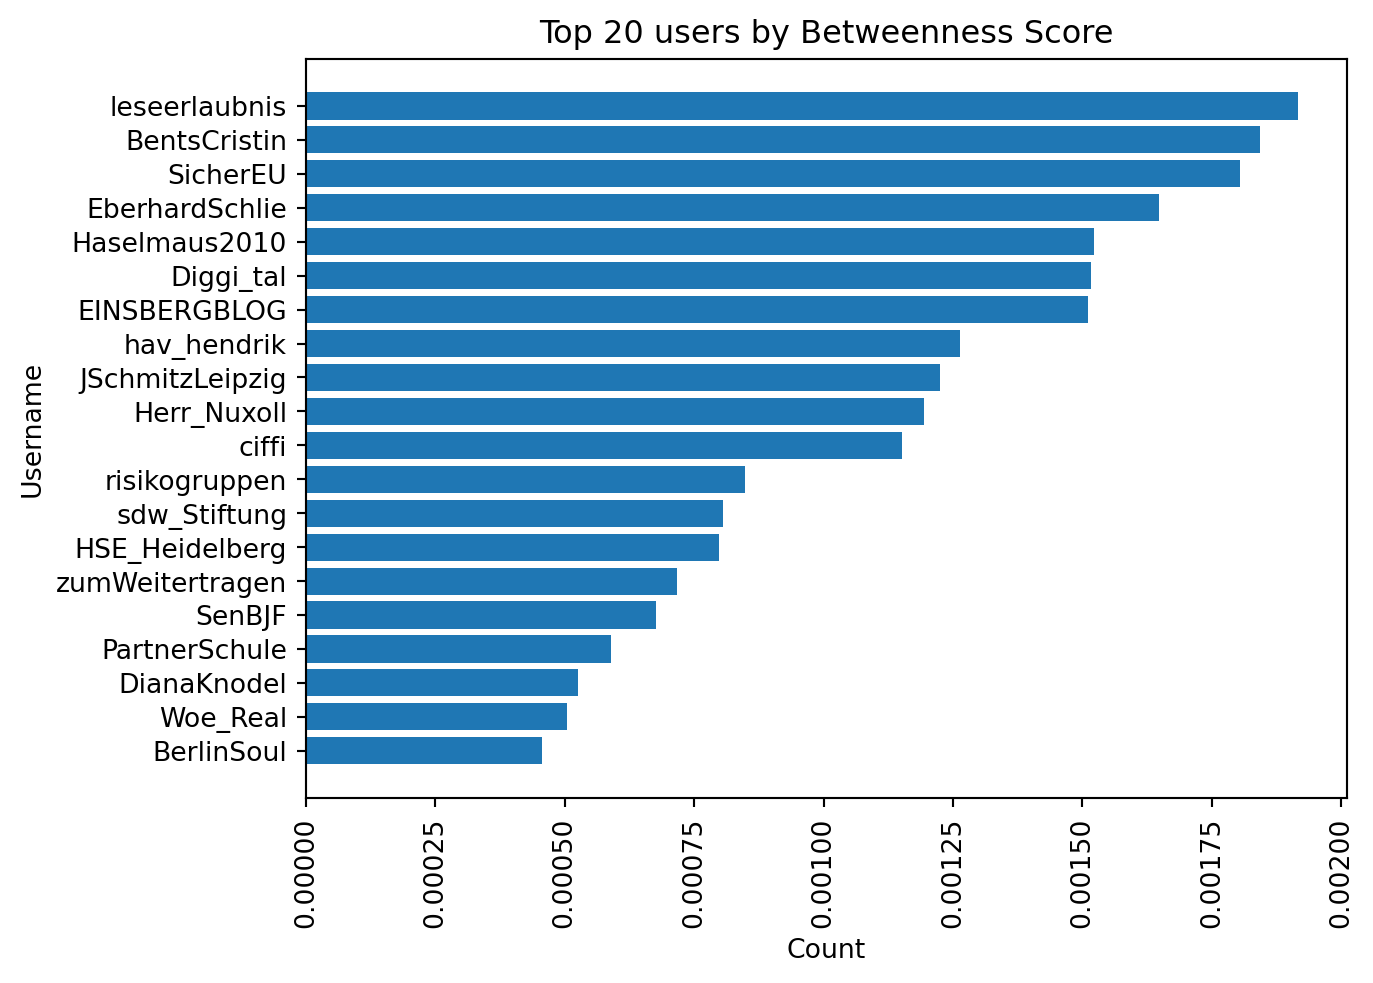 Top 20 users by Betweenness Score
Username
leseerlaubnis
BentsCristin
SicherEU
EberhardSchlie
Haselmaus2010
Diggi_tal
EINSBERGBLOG
hav_hendrik
JSchmitzLeipzig
Herr_Nuxoll
ciffi
risikogruppen
sdw_Stiftung
HSE_Heidelberg
zumWeitertragen
SenBJF
PartnerSchule
DianaKnodel
Woe_Real
BerlinSoul
0.00000
0.00025
0.00050
0.00075
0.00100
0.00125
0.00150
0.00175
0.00200
Count